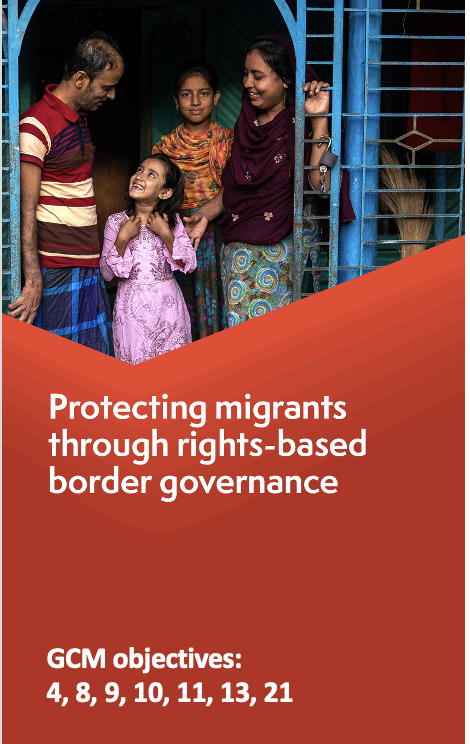 Protecting migrants
through rights-based
border governance
GCM objectives:
4, 8, 9, 10, 11, 13, 21